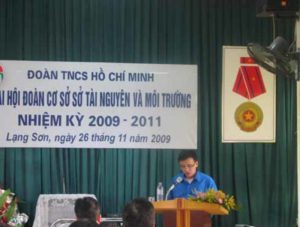 ĐOÀN TNCS HỒ CHÍ MINH
ẠI HỘI ĐOÀN CƠ SỞ SỞ TÀI NGUYÊN VÀ MÔI TRƯỜNG
NHIỆM KỲ 2009 - 2011
Lạng Sơn, ngày 26 tháng 11 năm 2009